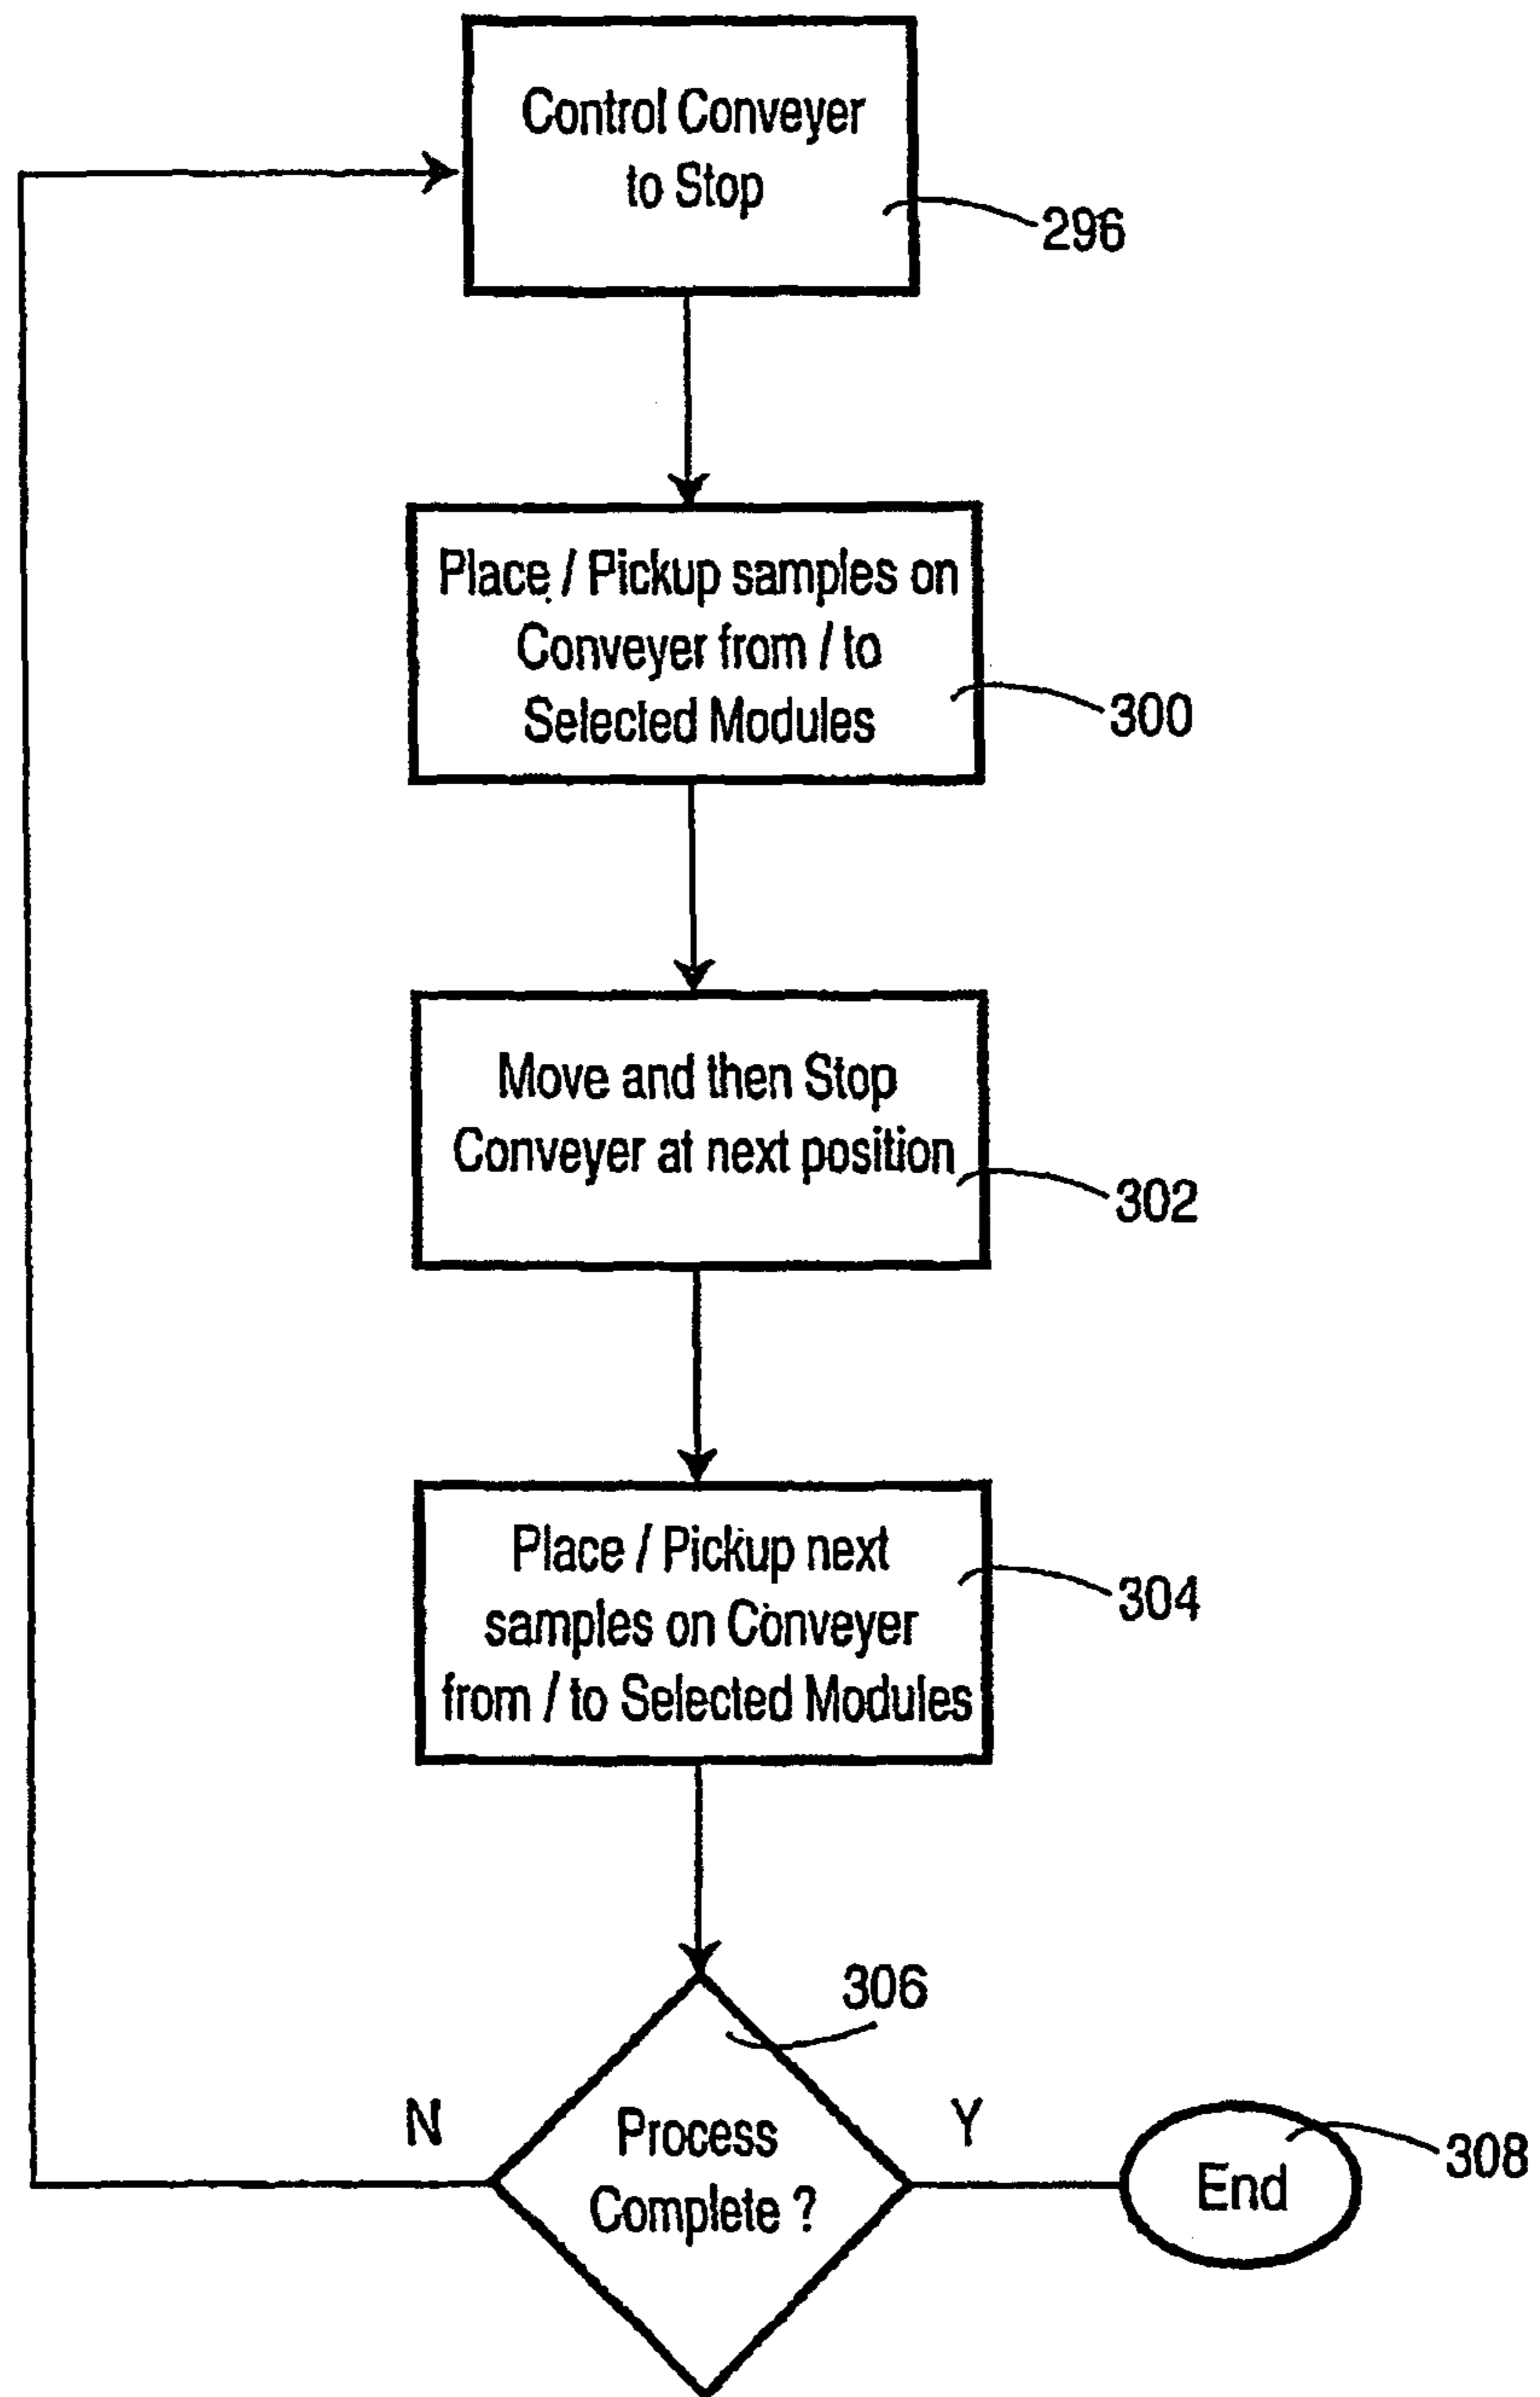 Control Conveyer
to Stop
296
Place / Pickup samples on
Conveyer from / to
Selected Modules
300
Move and then Stop
Conveyer at next position
302
Place / Pickup next
samples on Conveyer
from / to Selected Modules
304
306
N
Process
Complete ?
Y
End
308